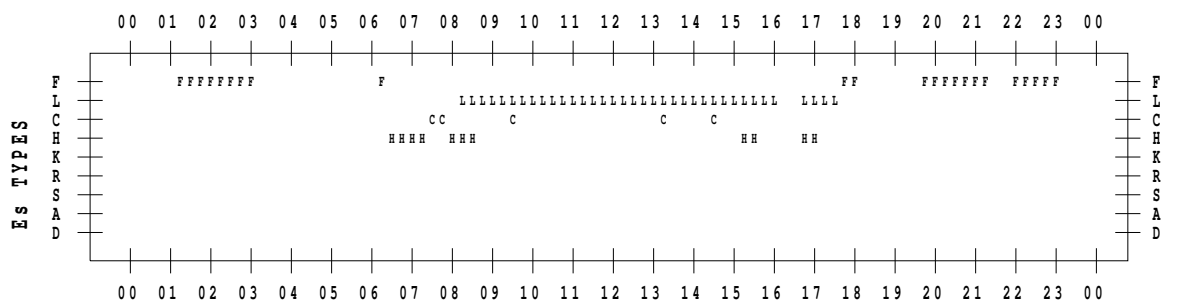 00 01 02 03 04 05 06 07 08 09 10 11 12 13 14 15 16 17 18 19 20 21 22 23 00
F FFFFFFFF F FF FFFFFFF FFFFF F
L LLLLLLLLLLLLLLLLLLLLLLLLLLLLLLLL LLLL L
C CC C C C C
H HHHH HHH HH HH H
K K
R R
S S
A A
D D
Es TYPES
00 01 02 03 04 05 06 07 08 09 10 11 12 13 14 15 16 17 18 19 20 21 22 23 00